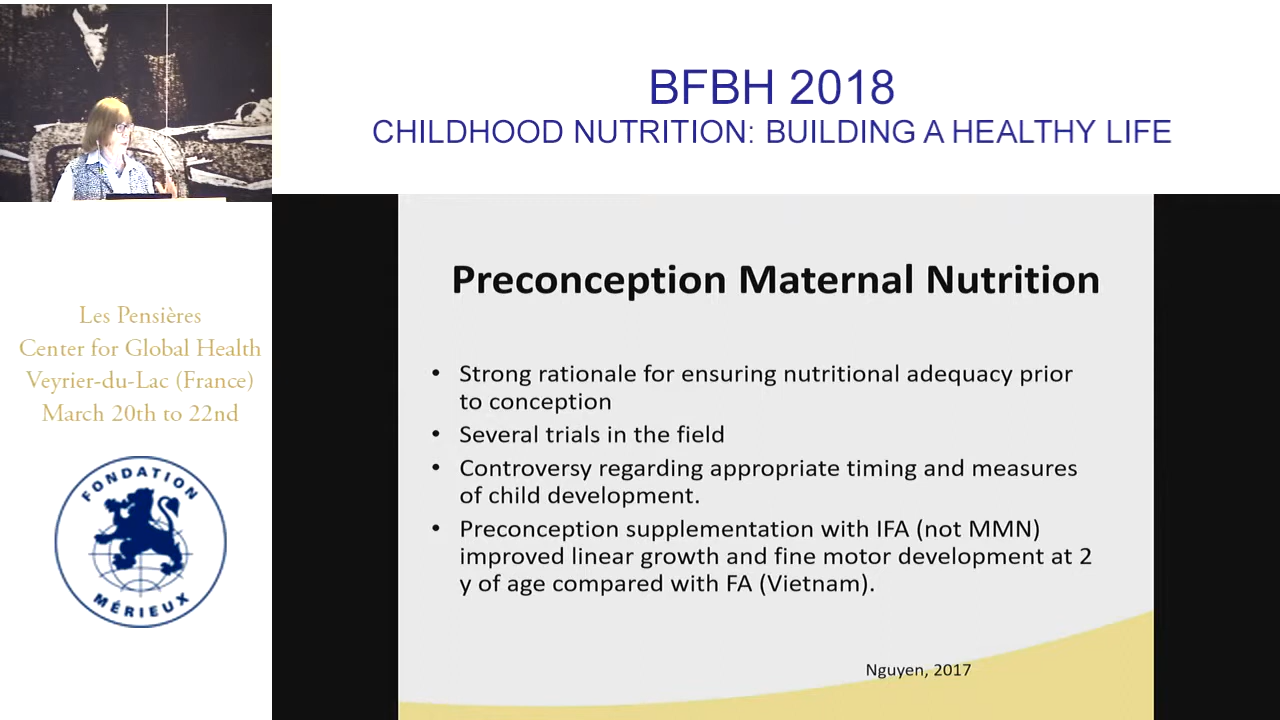 BFBH 2018
CHILDHOOD NUTRITION: BUILDING A HEALTHY LIFE
Les Pensières
Center for Global Health
Veyrier-du-Lac (France)
March 20th to 22nd
FONDATION
MÉRIEUX
Preconception Maternal Nutrition
• Strong rationale for ensuring nutritional adequacy prior
to conception
• Several trials in the field
• Controversy regarding appropriate timing and measures
of child development.
• Preconception supplementation with IFA (not MMN)
improved linear growth and fine motor development at 2
y of age compared with FA (Vietnam).
Nguyen, 2017